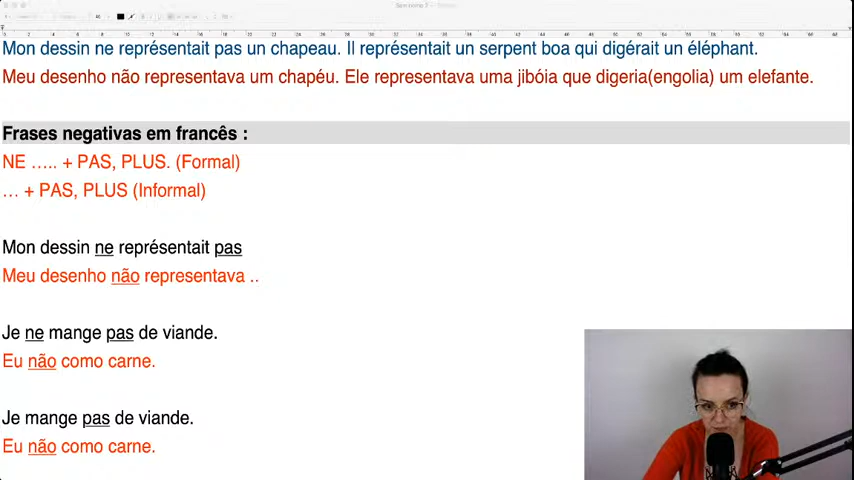 Mon dessin ne représentait pas un chapeau. Il représentait un serpent boa qui digérait un éléphant.
Meu desenho não representava um chapéu. Ele representava uma jibóia que digeria(engolia) um elefante.
Frases negativas em francês :
NE ….. + PAS, PLUS. (Formal)
… + PAS, PLUS (Informal)
Mon dessin ne représentait pas
Meu desenho não representava ..
Je ne mange pas de viande.
Eu não como carne.
Je mange pas de viande.
Eu não como carne.